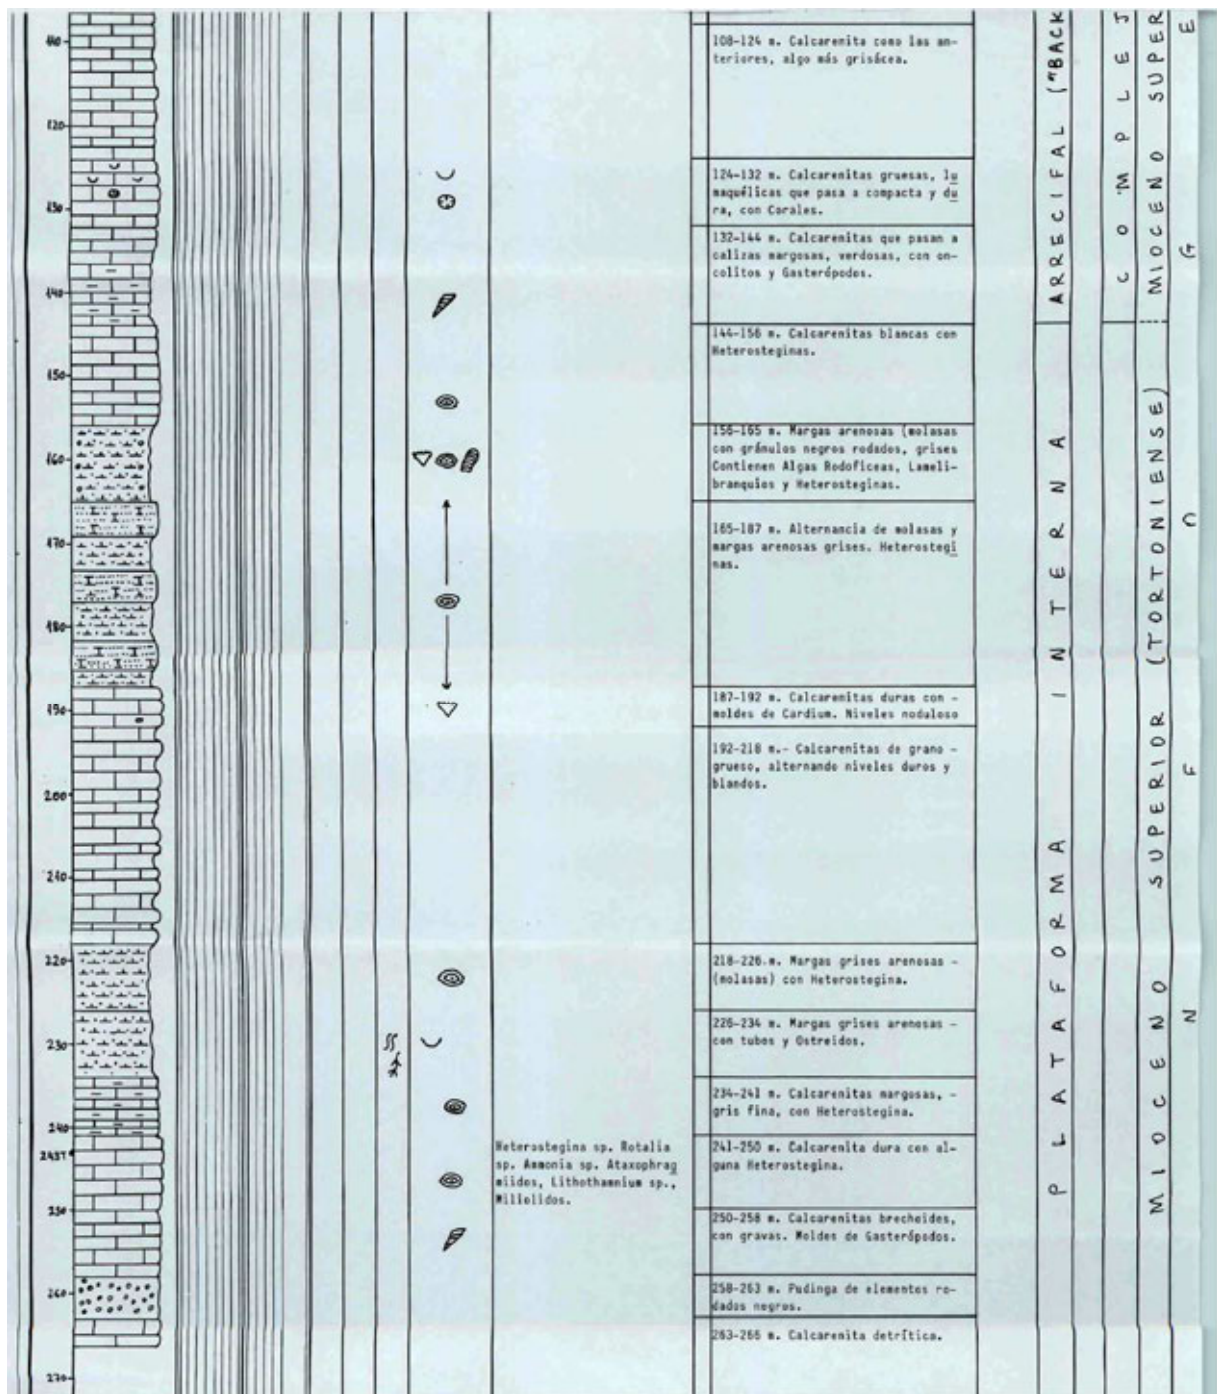 110
108-124 m. Calcarenita como las an-
teriores, algo más grisácea.
120
124-132 m. Calcarenitas gruesas, lu
maquélicas que pasa a compacta y du
ra, con Corales.
130
132-144 m. Calcarenitas que pasan a
calizas margosas, verdosas, con on-
colitos y Gasterópodos.
140
144-156 m. Calcarenitas blancas con
Heterosteginas.
150
156-165 m. Margas arenosas (molasas
con gránulos negros rodados, grises
Contienen Algas Rodofíceas, Lameli-
branquios y Heterosteginas.
160
165-187 m. Alternancia de molasas y
margas arenosas grises. Heterostegi
nas.
170
180
187-192 m. Calcarenitas duras con -
moldes de Cardium. Niveles noduloso
190
192-218 m.- Calcarenitas de grano -
grueso, alternando niveles duros y
blandos.
200
210
218-226 m. Margas grises arenosas -
(molasas) con Heterostegina.
220
226-234 m. Margas grises arenosas -
con tubos y Ostreidos.
230
234-241 m. Calcarenitas margosas, -
gris fina, con Heterostegina.
240
241-250 m. Calcarenita dura con al-
guna Heterostegina.
Heterostegina sp. Rotalia
sp. Ammonia sp. Ataxophrag
miidos, Lithothamnium sp.,
Miliolidos.
250
250-258 m. Calcarenitas brechoides,
con gravas. Moldes de Gasterópodos.
258-263 m. Pudinga de elementos ro-
dados negros.
260
263-266 m. Calcarenita detrítica.
270
ARRECIFAL ("BACK
PLATAFORMA INTERNA
COMPLEJ
MIOCENO SUPER
MIOCENO SUPERIOR (TORTONIENSE)
N F O G E